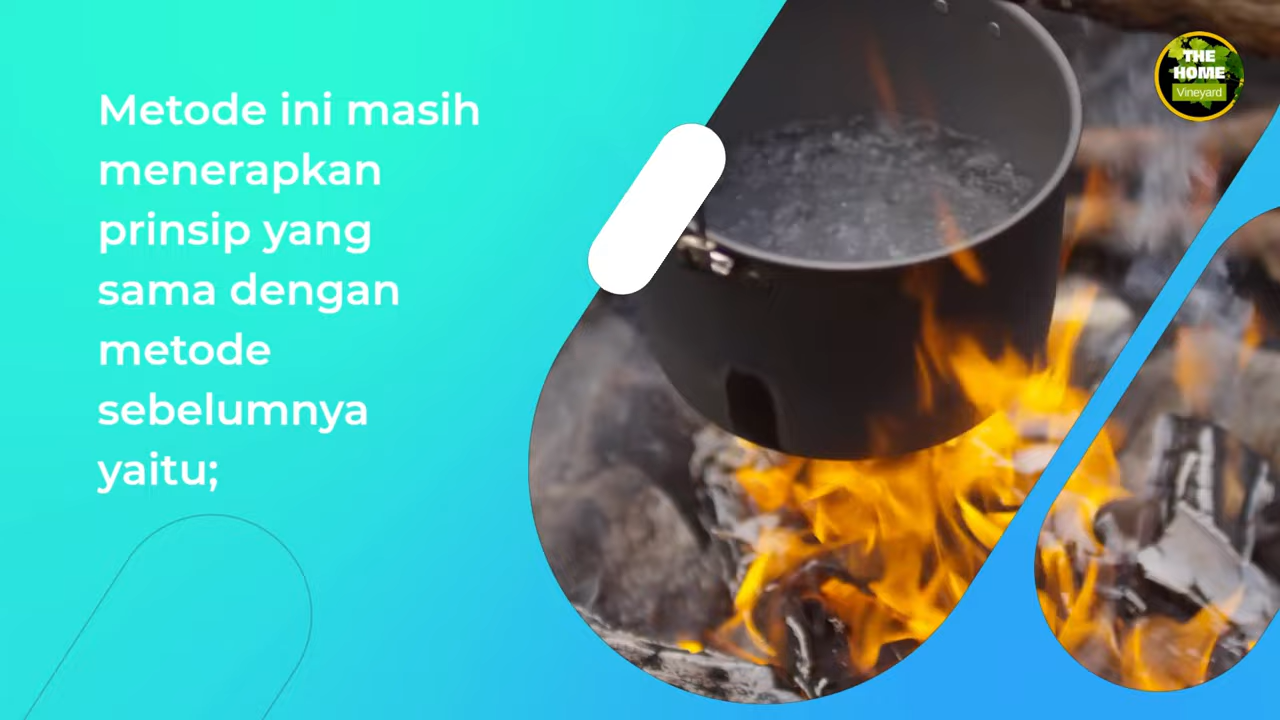 Metode ini masih
menerapkan
prinsip yang
sama dengan
metode
sebelumnya
yaitu;
THE
HOME
Vineyard